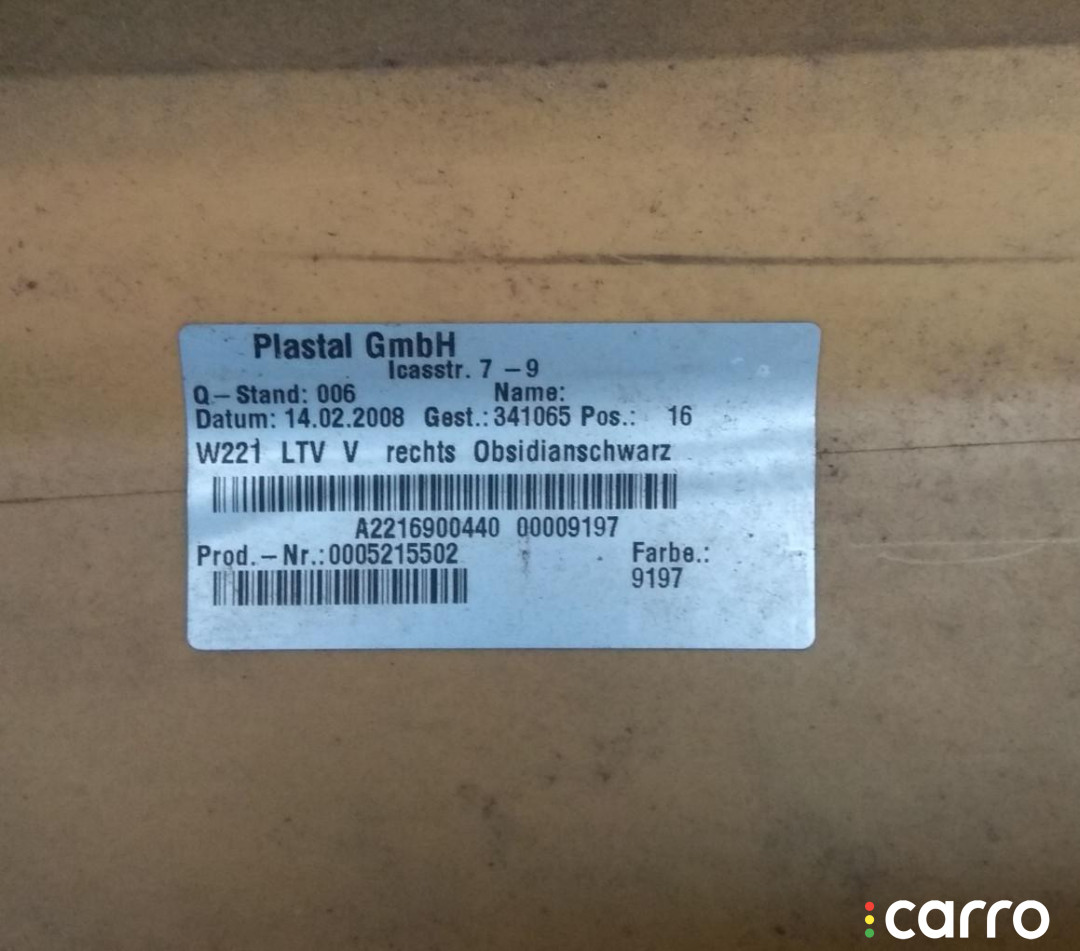 Plastal GmbH
Icasstr. 7 – 9
Q – Stand: 006 Name:
Datum: 14.02.2008 Gest.: 341065 Pos.: 16
W221 LTV V rechts Obsidianschwarz
A2216900440 00009197
Prod. – Nr.: 0005215502 Farbe.:
9197
carro